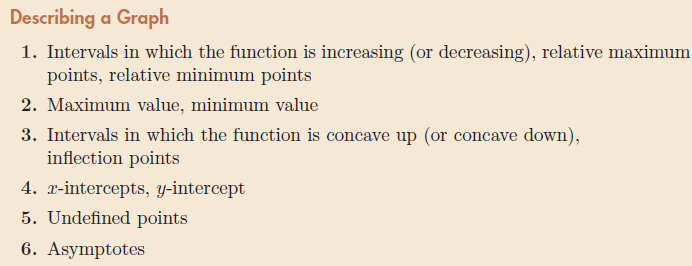 Describing a Graph
1. Intervals in which the function is increasing (or decreasing), relative maximum
points, relative minimum points
2. Maximum value, minimum value
3. Intervals in which the function is concave up (or concave down),
inflection points
4. x-intercepts, y-intercept
5. Undefined points
6. Asymptotes